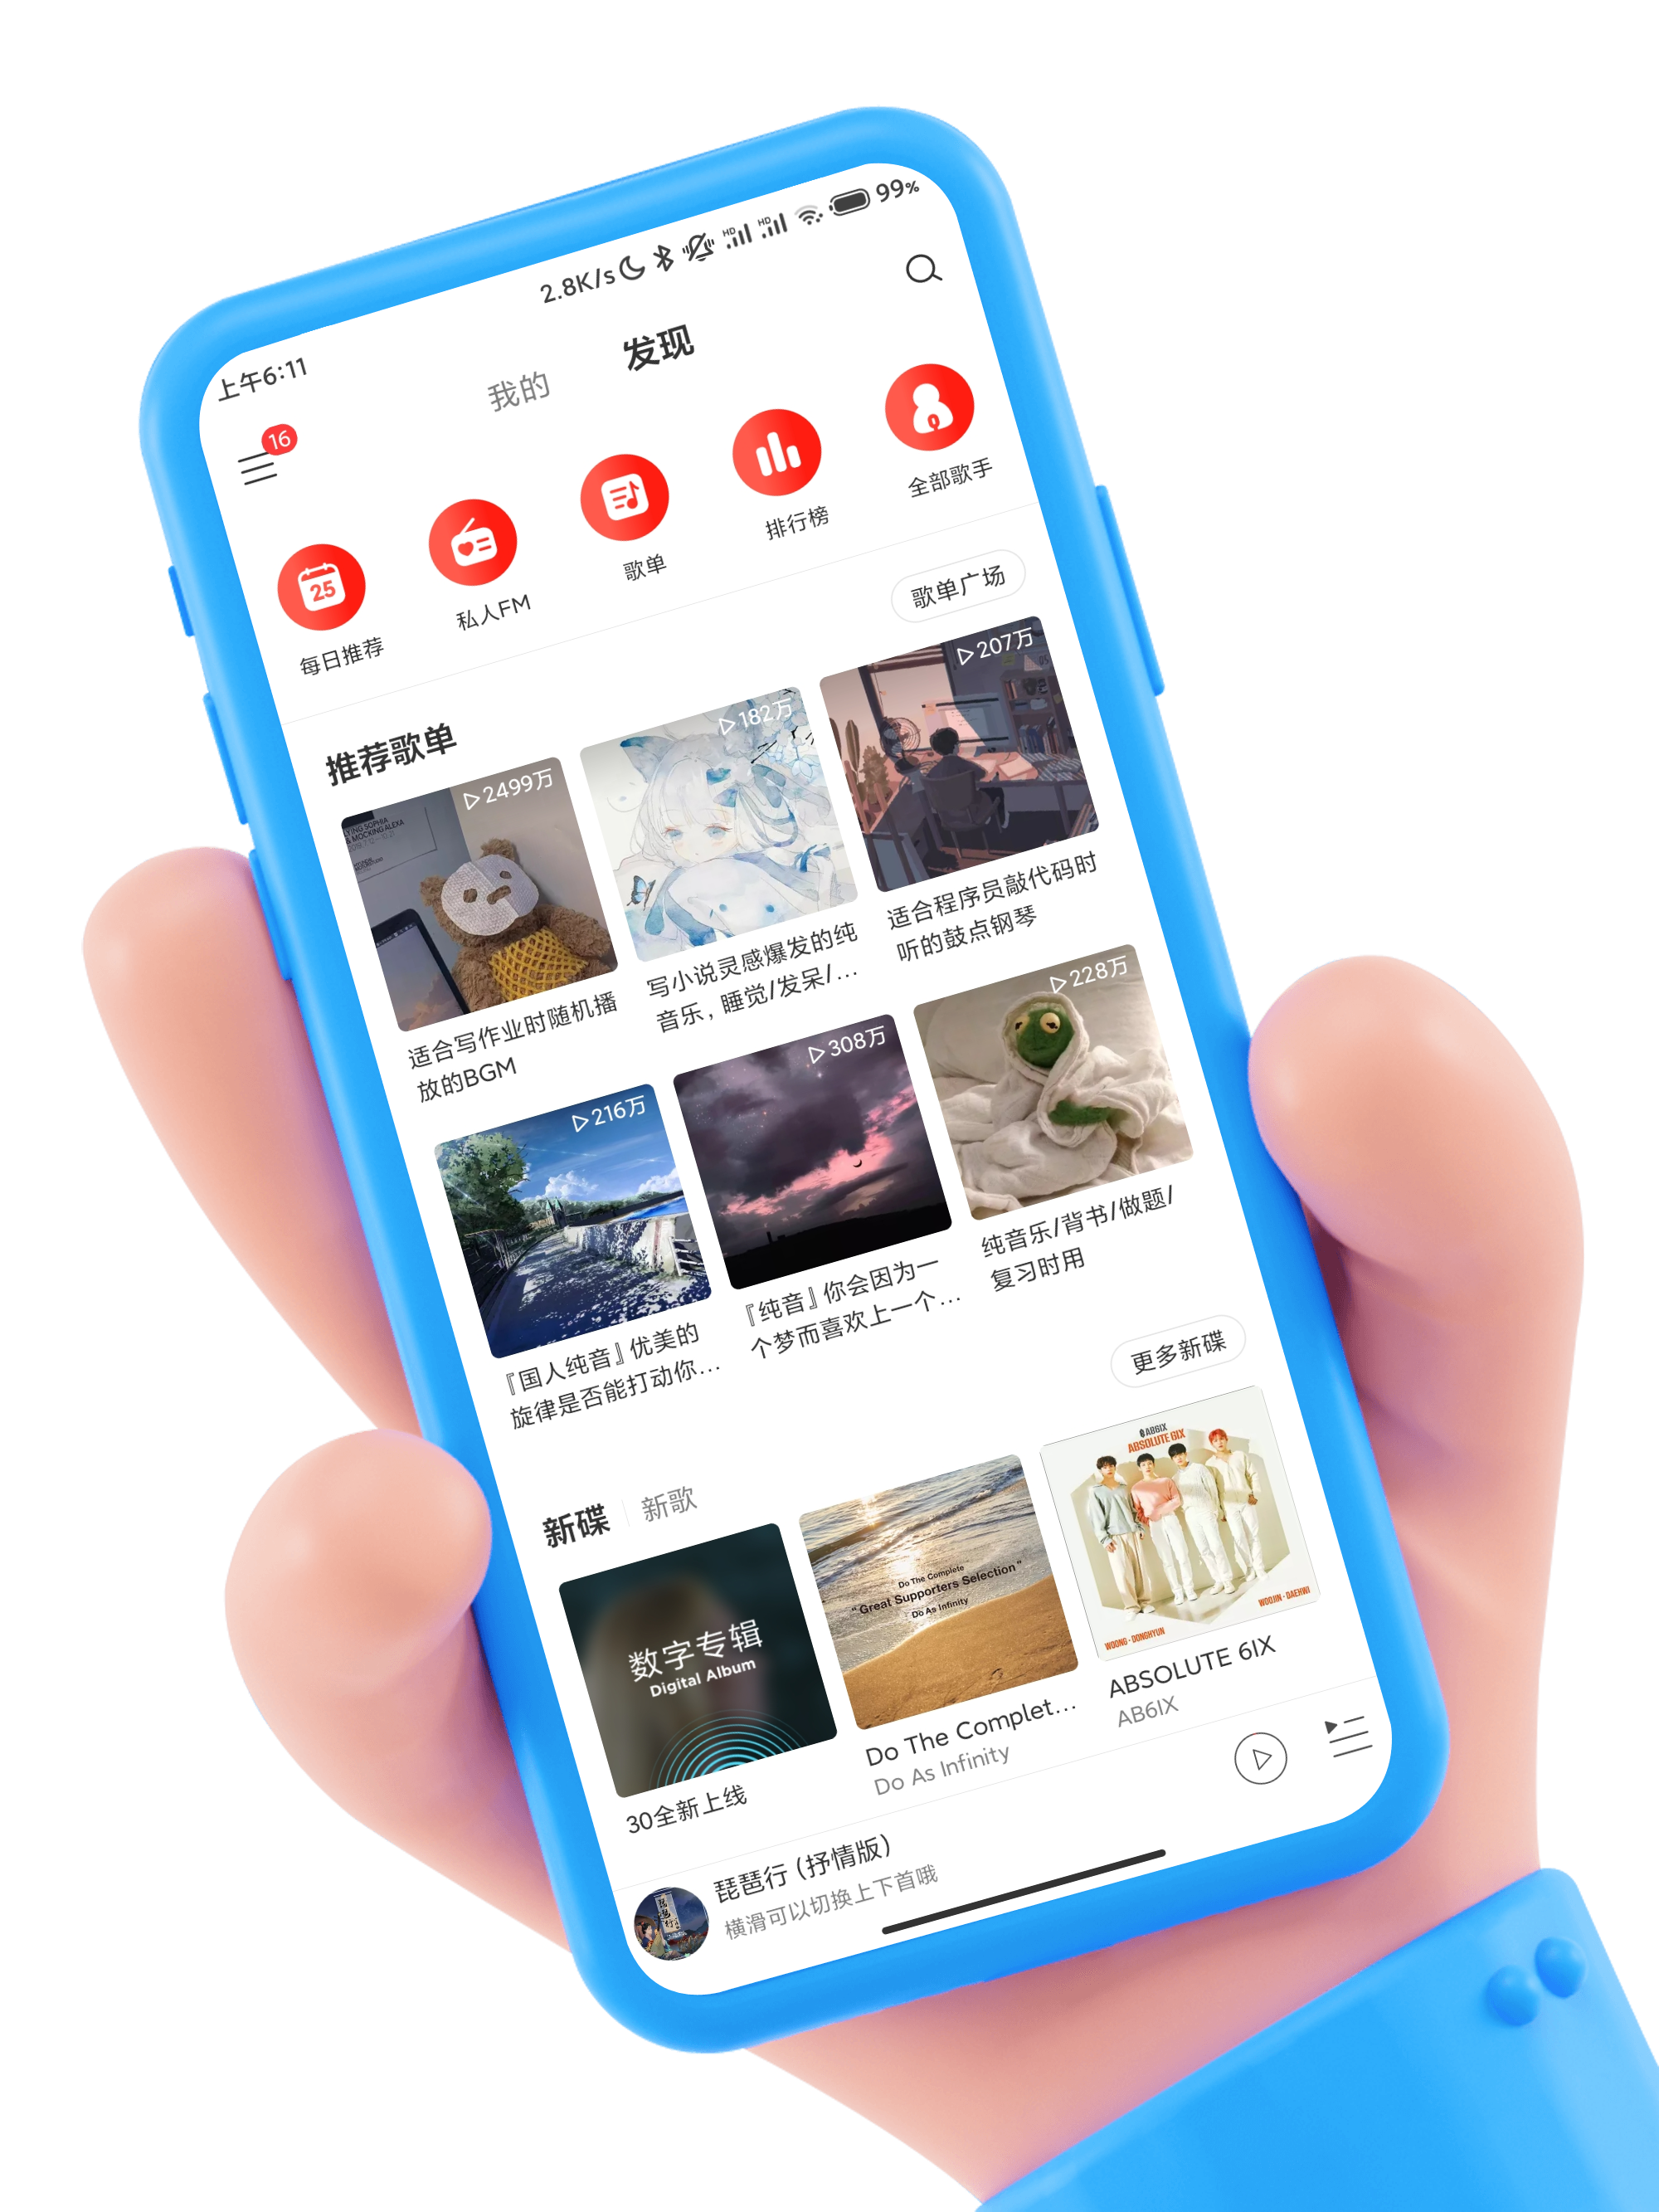 上午6:11
2.8K/s
HD
HD
99%
16
我的
发现
25
每日推荐
私人FM
歌单
排行榜
全部歌手
推荐歌单
歌单广场
2499万
182万
207万
适合写作业时随机播
放的BGM
写小说灵感爆发的纯
音乐，睡觉/发呆/...
适合程序员敲代码时
听的鼓点钢琴
216万
308万
228万
『国人纯音』优美的
旋律是否能打动你...
『纯音』你会因为一
个梦而喜欢上一个...
纯音乐/背书/做题/
复习时用
新碟
新歌
更多新碟
数字专辑
Digital Album
30全新上线
Do The Complete
"Great Supporters Selection"
Do As Infinity
Do The Complet...
Do As Infinity
AB6IX
ABSOLUTE 6IX
WOONG · DONGHYUN
WOOJIN · DAEHWI
ABSOLUTE 6IX
AB6IX
琵琶行 (抒情版)
横滑可以切换上下首哦